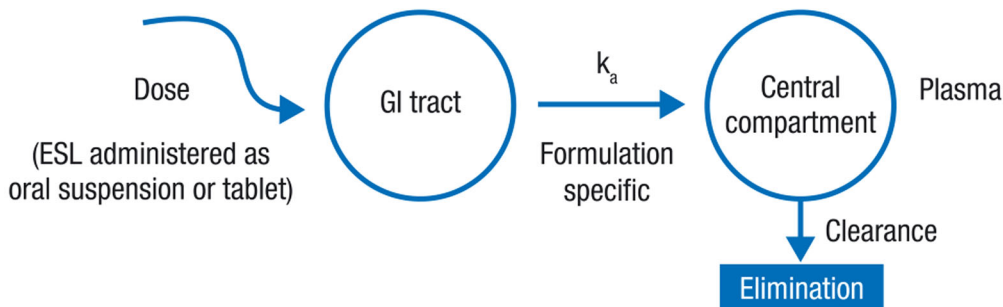 Dose
(ESL administered as
oral suspension or tablet)
GI tract
kₐ
Formulation
specific
Central
compartment
Plasma
Clearance
Elimination